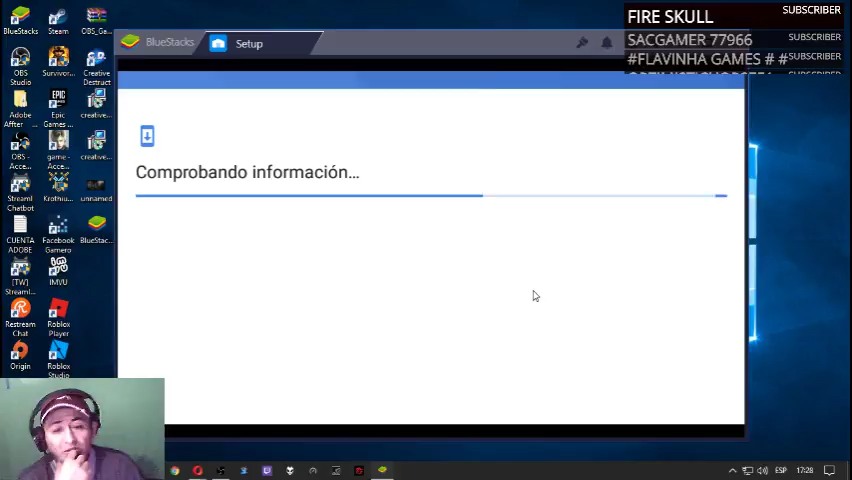 FIRE SKULL
SUBSCRIBER
SACGAMER 77966
SUBSCRIBER
#FLAVINHA GAMES # #
SUBSCRIBER
BlueStacks
Setup
Comprobando información...
BlueStacks
Steam
OBS_Ga...
OBS
Studio
Survivor...
Creative
Destruct
Adobe
Affter ...
Epic
Games ...
creative...
OBS -
Acce...
game -
Acce...
creative...
Streaml
Chatbot
Krothiu...
unnamed
CUENTA
ADOBE
Facebook
Gamero
BlueStac...
[TW]
Streaml...
IMVU
Restream
Chat
Roblox
Player
Origin
Roblox
Studio
ESP
17:28